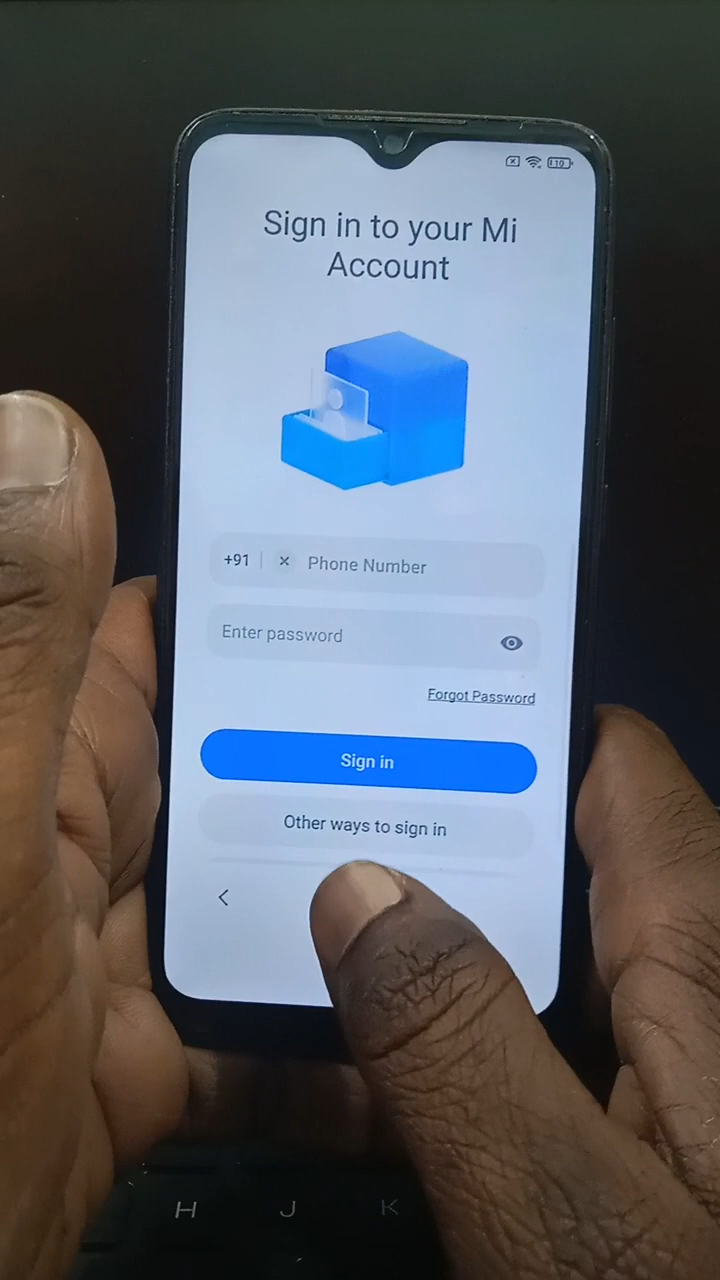 10
Sign in to your Mi
Account
+91 Phone Number
Enter password
Forgot Password
Sign in
Other ways to sign in
H J K